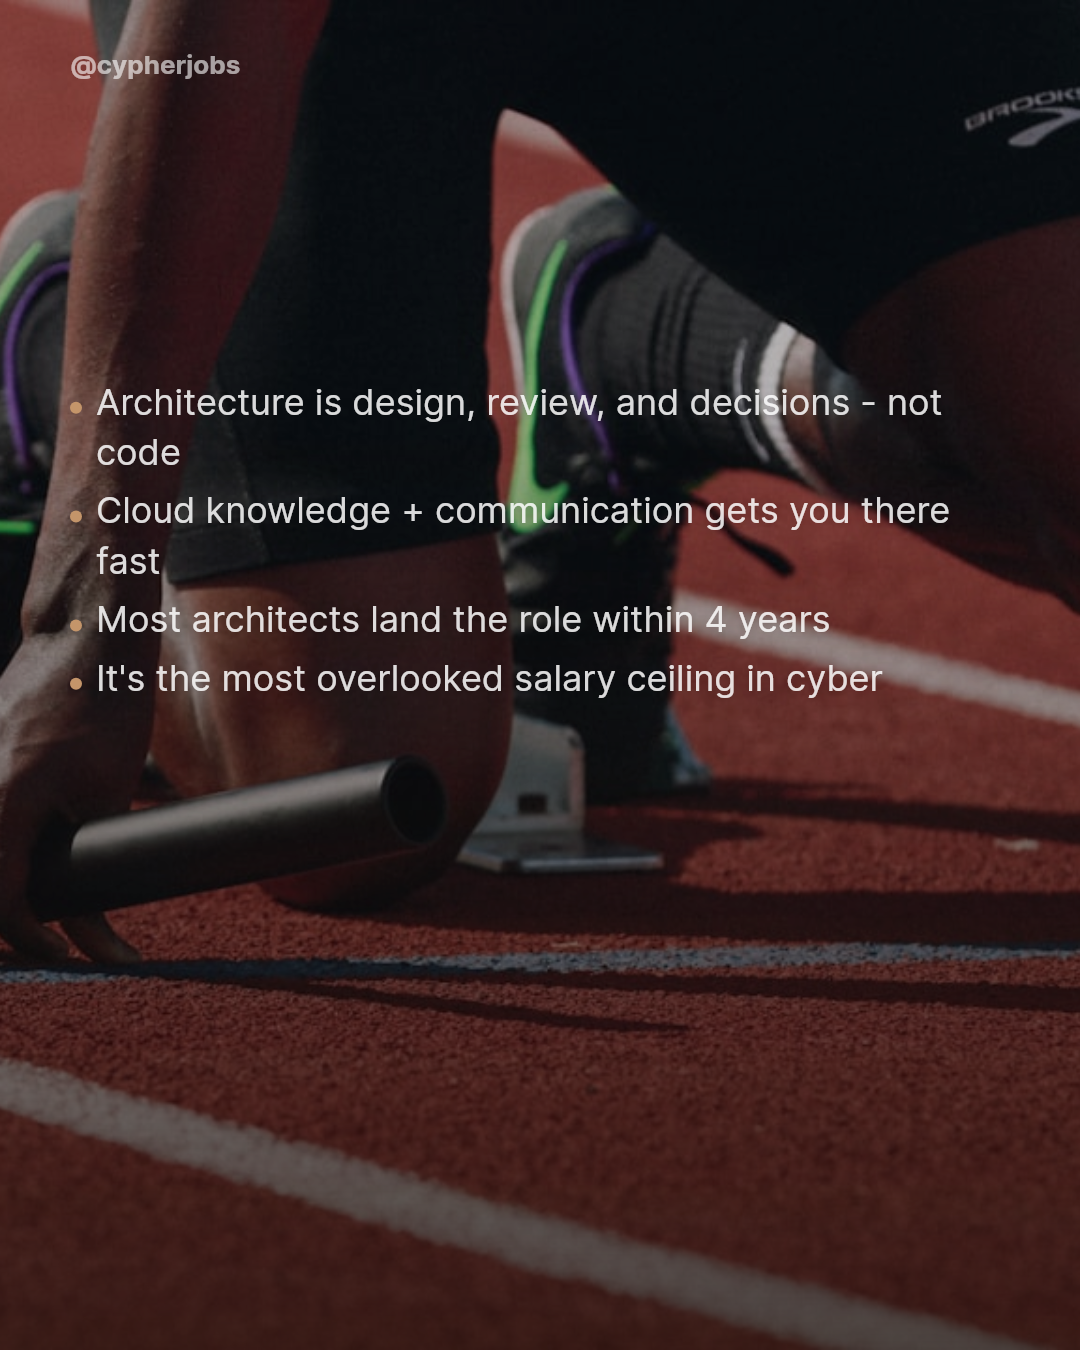 @cypherjobs
BROOKS
Architecture is design, review, and decisions - not
code
Cloud knowledge + communication gets you there
fast
Most architects land the role within 4 years
It's the most overlooked salary ceiling in cyber